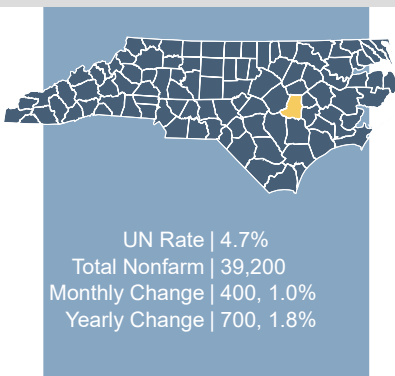 UN Rate | 4.7%
Total Nonfarm | 39,200
Monthly Change | 400, 1.0%
Yearly Change | 700, 1.8%